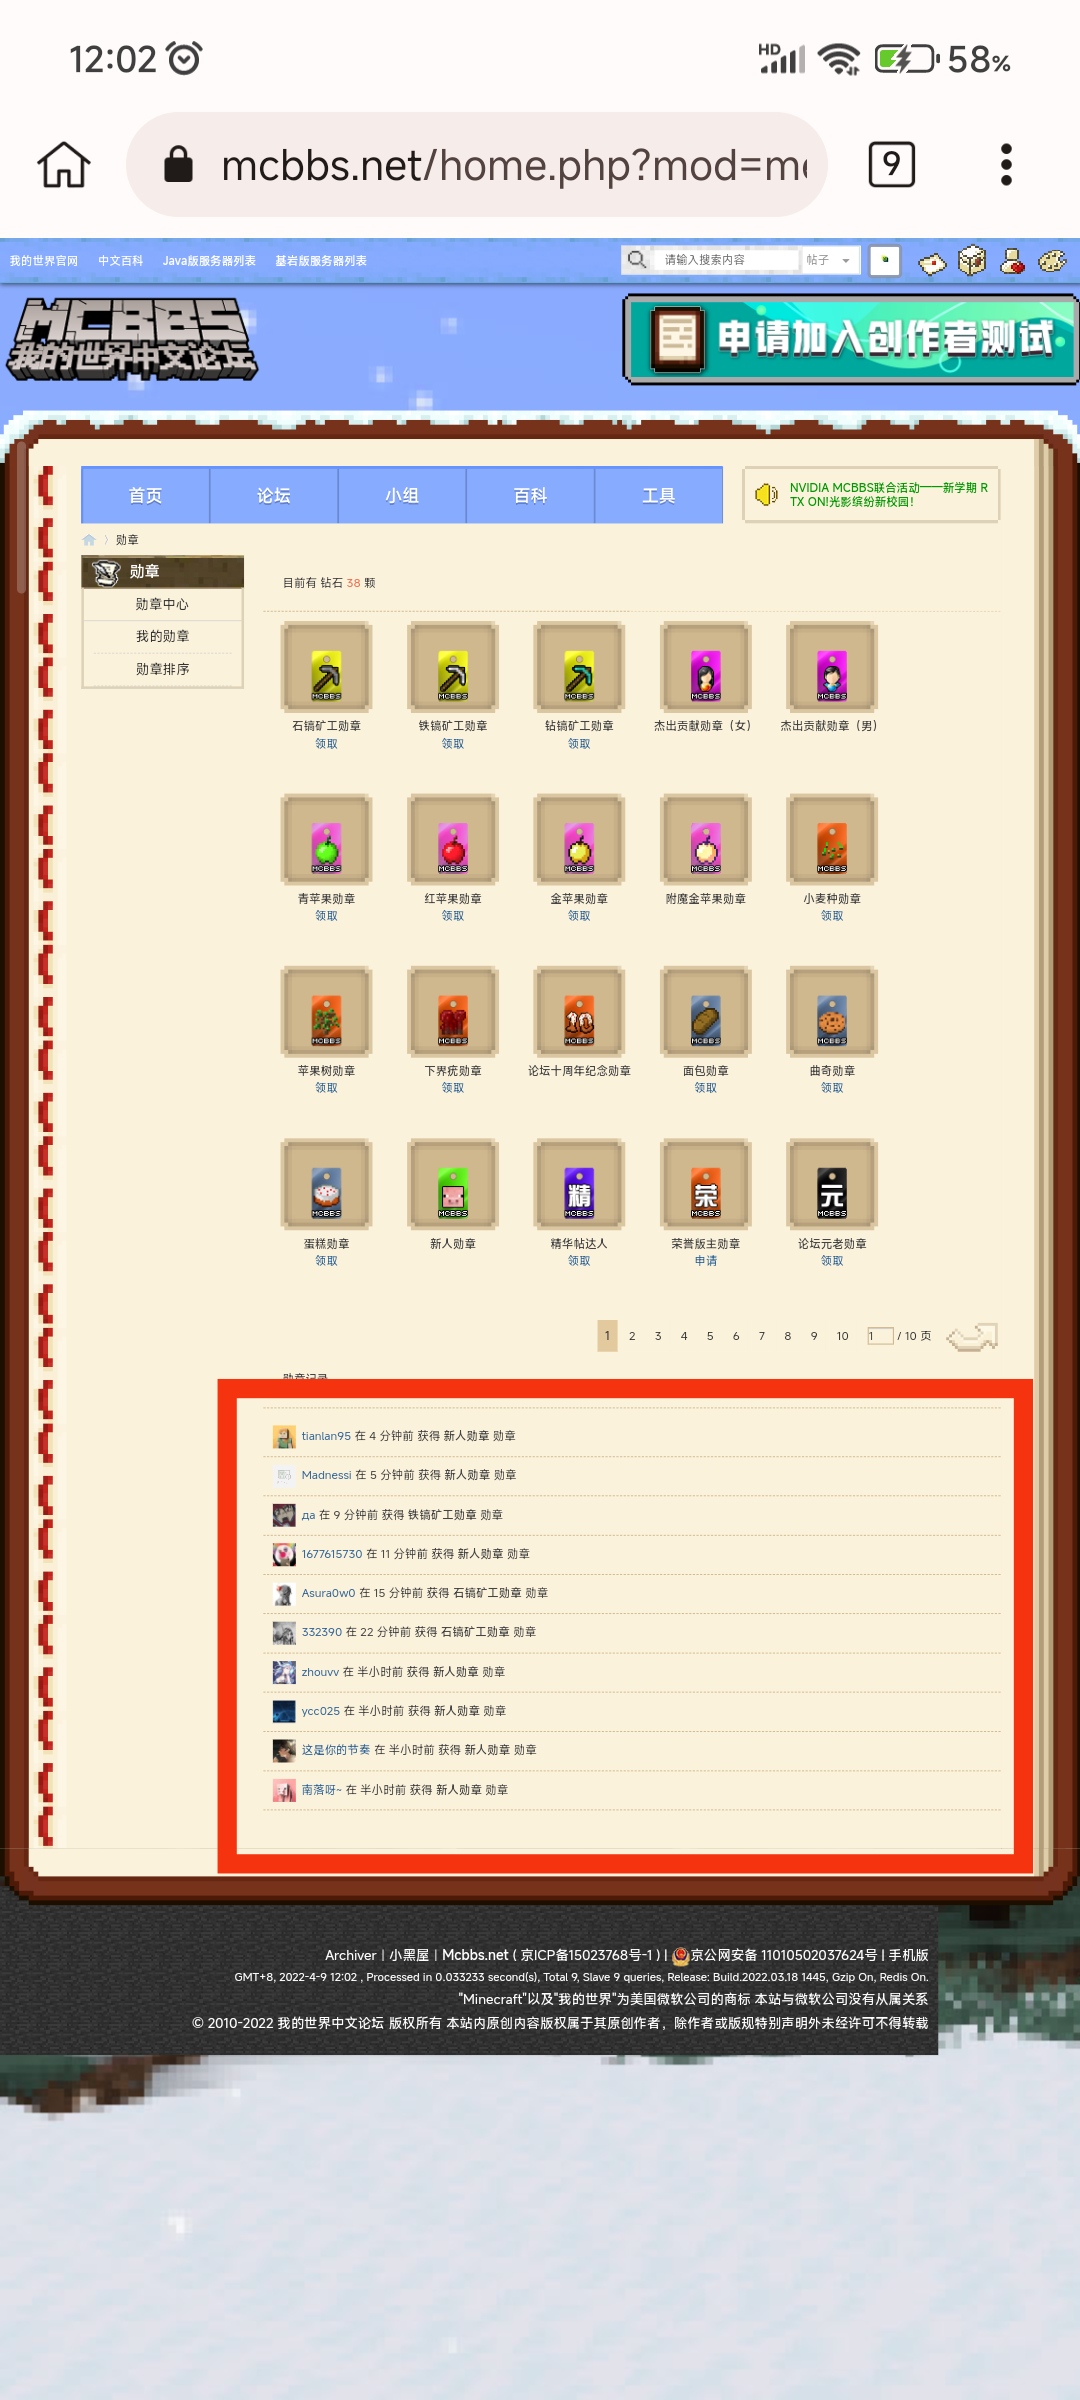 12:02
HD
58%
mcbbs.net/home.php?mod=me
9
我的世界官网 中文百科 Java版服务器列表 基岩版服务器列表
请输入搜索内容 帖子
MCBBS
我的世界中文论坛
申请加入创作者测试
首页 论坛 小组 百科 工具
NVIDIA MCBBS联合活动——新学期 R
TX ON!光影缤纷新校园!
勋章
勋章
勋章中心
我的勋章
勋章排序
目前有 钻石 38 颗
MCBBS MCBBS MCBBS MCBBS MCBBS
石镐矿工勋章 铁镐矿工勋章 钻镐矿工勋章 杰出贡献勋章（女） 杰出贡献勋章（男）
领取 领取 领取
MCBBS MCBBS MCBBS MCBBS MCBBS
青苹果勋章 红苹果勋章 金苹果勋章 附魔金苹果勋章 小麦种勋章
领取 领取 领取 领取
10
MCBBS MCBBS MCBBS MCBBS MCBBS
苹果树勋章 下界疣勋章 论坛十周年纪念勋章 面包勋章 曲奇勋章
领取 领取 领取 领取
精 荣 元
MCBBS MCBBS MCBBS MCBBS MCBBS
蛋糕勋章 新人勋章 精华帖达人 荣誉版主勋章 论坛元老勋章
领取 领取 申请 领取
1 2 3 4 5 6 7 8 9 10 1 / 10 页
勋章记录
tianlan95 在 4 分钟前 获得 新人勋章 勋章
Madnessi 在 5 分钟前 获得 新人勋章 勋章
да 在 9 分钟前 获得 铁镐矿工勋章 勋章
1677615730 在 11 分钟前 获得 新人勋章 勋章
Asura0w0 在 15 分钟前 获得 石镐矿工勋章 勋章
332390 在 22 分钟前 获得 石镐矿工勋章 勋章
zhouvv 在 半小时前 获得 新人勋章 勋章
ycc025 在 半小时前 获得 新人勋章 勋章
这是你的节奏 在 半小时前 获得 新人勋章 勋章
南落呀~ 在 半小时前 获得 新人勋章 勋章
Archiver | 小黑屋 | Mcbbs.net ( 京ICP备15023768号-1 ) | 京公网安备 11010502037624号 | 手机版
GMT+8, 2022-4-9 12:02 , Processed in 0.033233 second(s), Total 9, Slave 9 queries, Release: Build.2022.03.18 1445, Gzip On, Redis On.
"Minecraft"以及"我的世界"为美国微软公司的商标 本站与微软公司没有从属关系
© 2010-2022 我的世界中文论坛 版权所有 本站内原创内容版权属于其原创作者，除作者或版规特别声明外未经许可不得转载